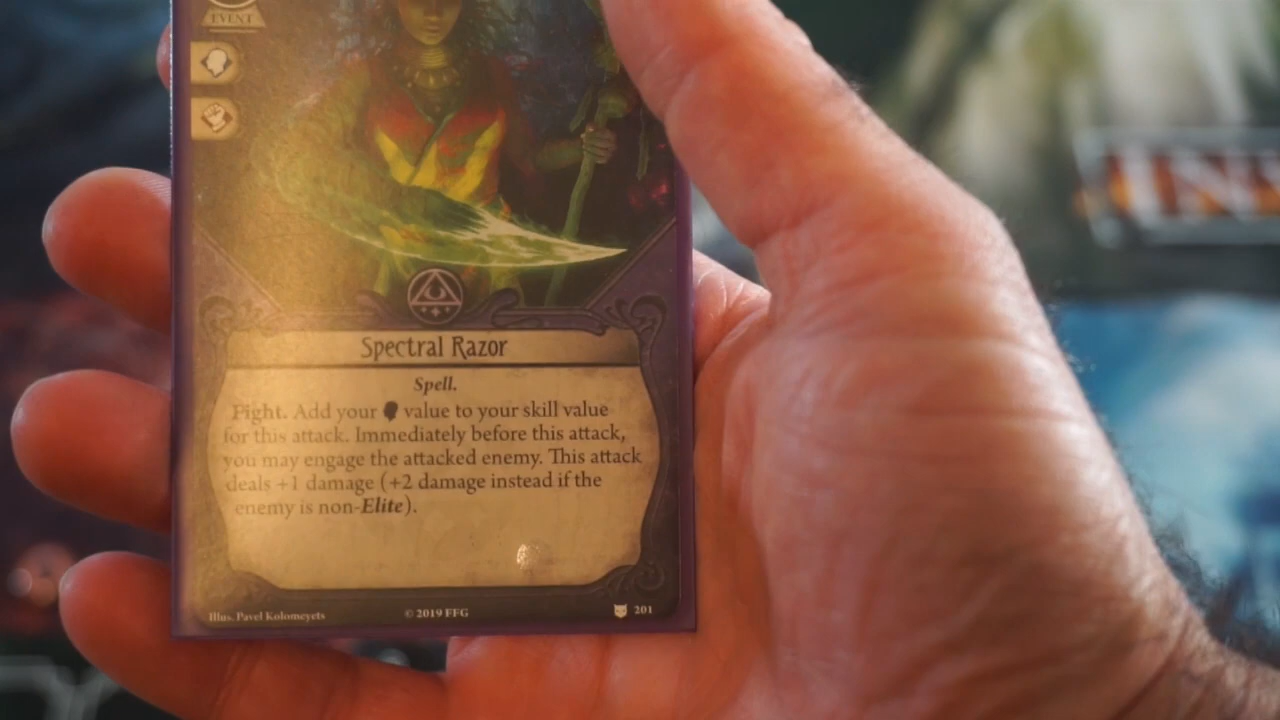 EVENT
Spectral Razor
Spell.
Fight. Add your value to your skill value
for this attack. Immediately before this attack,
you may engage the attacked enemy. This attack
deals +1 damage (+2 damage instead if the
enemy is non-Elite).
Illus. Pavel Kolomeyets
© 2019 FFG
201